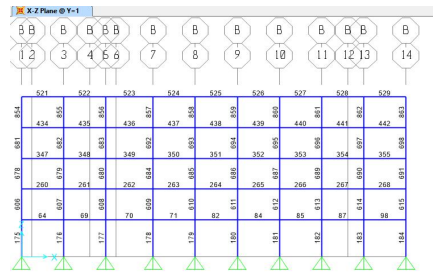 X-Z Plane @ Y=1
B B B B B B B B B B B B B B
1 2 3 4 5 6 7 8 9 10 11 12 13 14
521 522 523 524 525 526 527 528 529
854 855 856 857 858 859 860 861 862 863
434 435 436 437 438 439 440 441 442
681 682 683 692 693 694 695 696 697 698
347 348 349 350 351 352 353 354 355
678 679 680 684 685 686 687 689 690 691
260 261 262 263 264 265 266 267 268
606 607 608 609 610 611 612 613 614 615
64 69 70 71 82 84 85 87 98
175 176 177 178 179 180 181 182 183 184
X